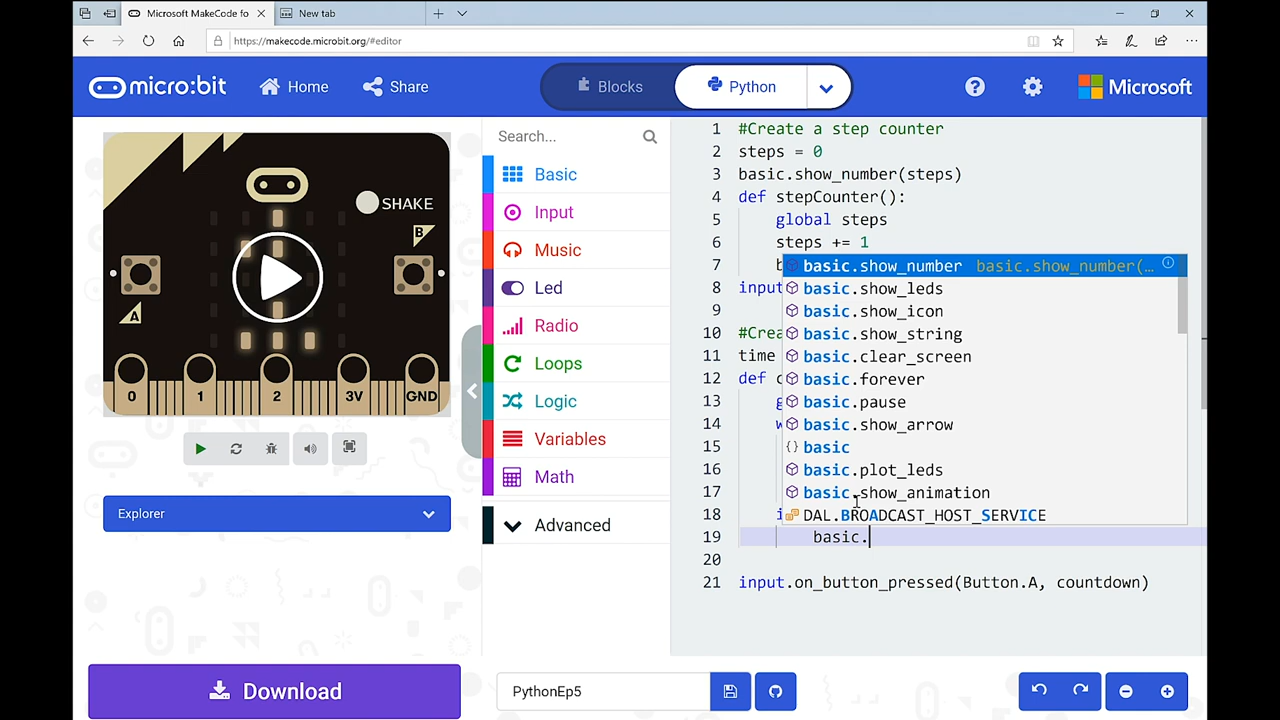 Microsoft MakeCode fo
New tab
https://makecode.microbit.org/#editor
micro:bit
Home
Share
Blocks
Python
Microsoft
SHAKE
B
A
0 1 2 3V GND
Explorer
Download
Search...
Basic
Input
Music
Led
Radio
Loops
Logic
Variables
Math
Advanced
PythonEp5
1 #Create a step counter
2 steps = 0
3 basic.show_number(steps)
4 def stepCounter():
5 global steps
6 steps += 1
7 b
8 input
9
10 #Crea
11 time
12 def c
13 g
14 w
15
16
17
18 i
19 basic.
20
21 input.on_button_pressed(Button.A, countdown)
basic.show_number basic.show_number(...
basic.show_leds
basic.show_icon
basic.show_string
basic.clear_screen
basic.forever
basic.pause
basic.show_arrow
basic
basic.plot_leds
basic.show_animation
DAL.BROADCAST_HOST_SERVICE